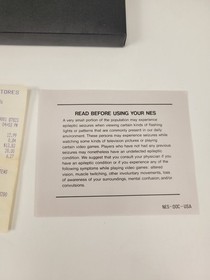 READ BEFORE USING YOUR NES
A very small portion of the population may experience
epileptic seizures when viewing certain kinds of flashing
lights or patterns that are commonly present in our daily
environment. These persons may experience seizures while
watching some kinds of television pictures or playing
certain video games. Players who have not had any previous
seizures may nonetheless have an undetected epileptic
condition. We suggest that you consult your physician if you have
an epileptic condition or if you experience any of the
following symptoms while playing video games: altered
vision, muscle twitching, other involuntary movements, loss
of awareness of your surroundings, mental confusion and/or
convulsions.